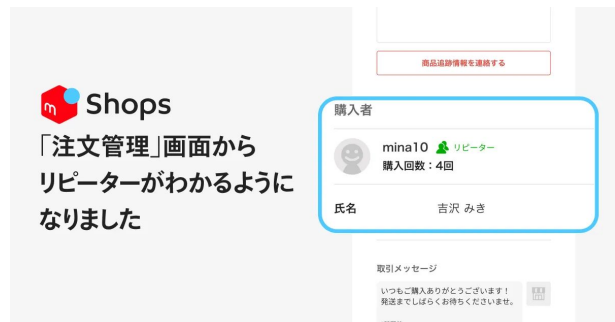 Shops
「注文管理」画面から
リピーターがわかるように
なりました
商品追跡情報を連絡する
購入者
mina10 リピーター
購入回数：4回
氏名 吉沢 みき
取引メッセージ
いつもご購入ありがとうございます！
発送までしばらくお待ちくださいませ。